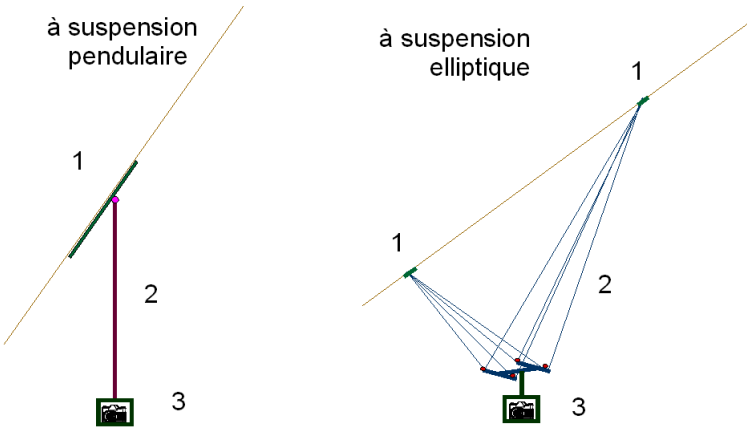 à suspension
pendulaire
1
2
3
à suspension
elliptique
1
1
2
3